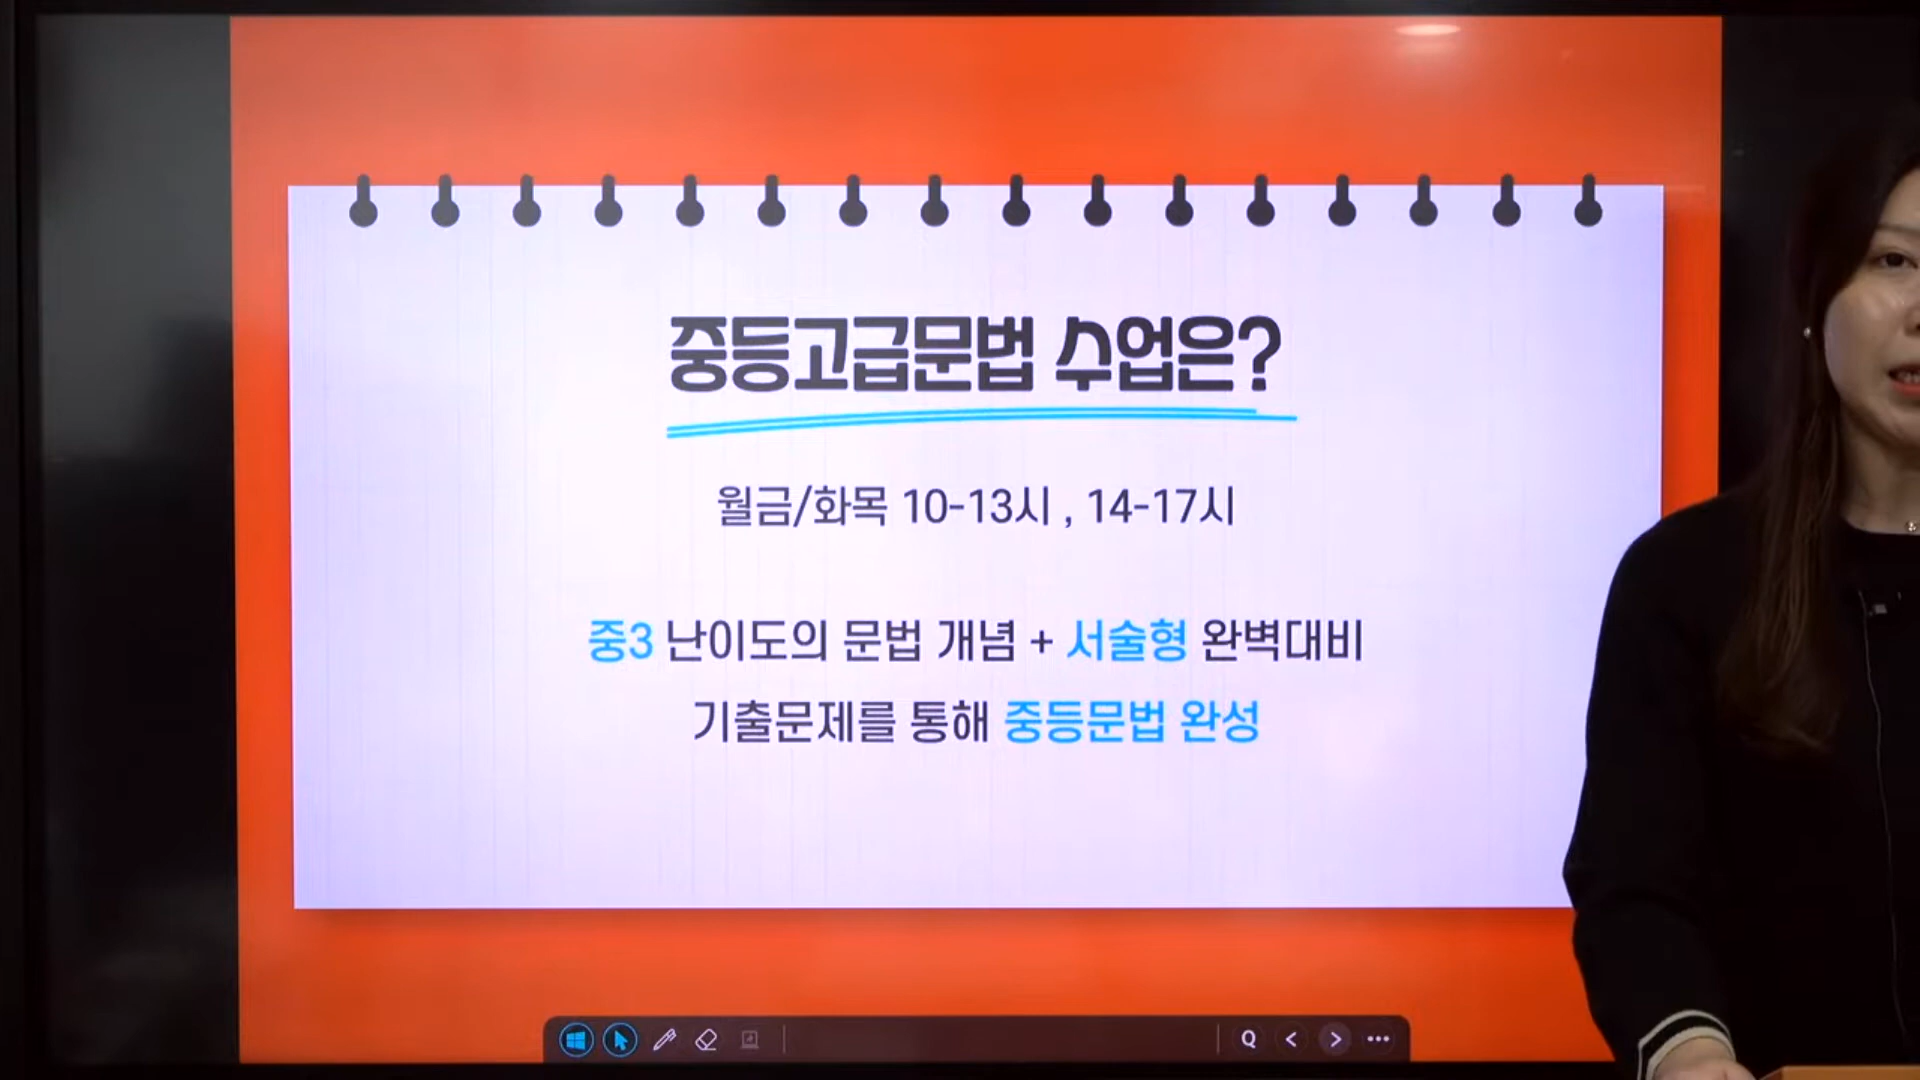 중등고급문법 수업은?
월금/화목 10-13시 , 14-17시
중3 난이도의 문법 개념 + 서술형 완벽대비
기출문제를 통해 중등문법 완성